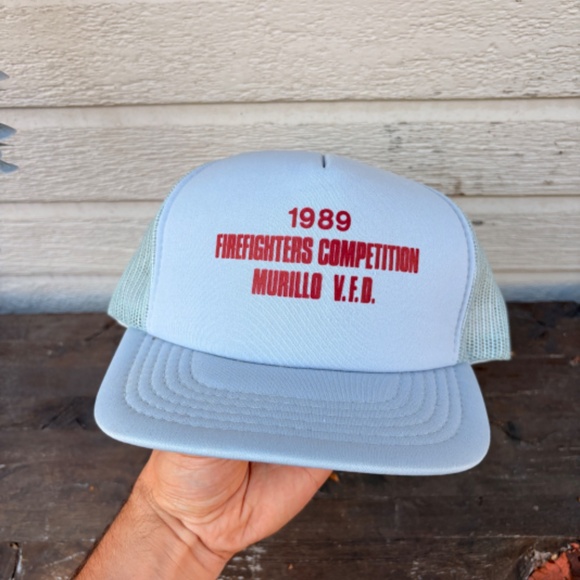 1989
FIREFIGHTERS COMPETITION
MURILLO V.F.D.